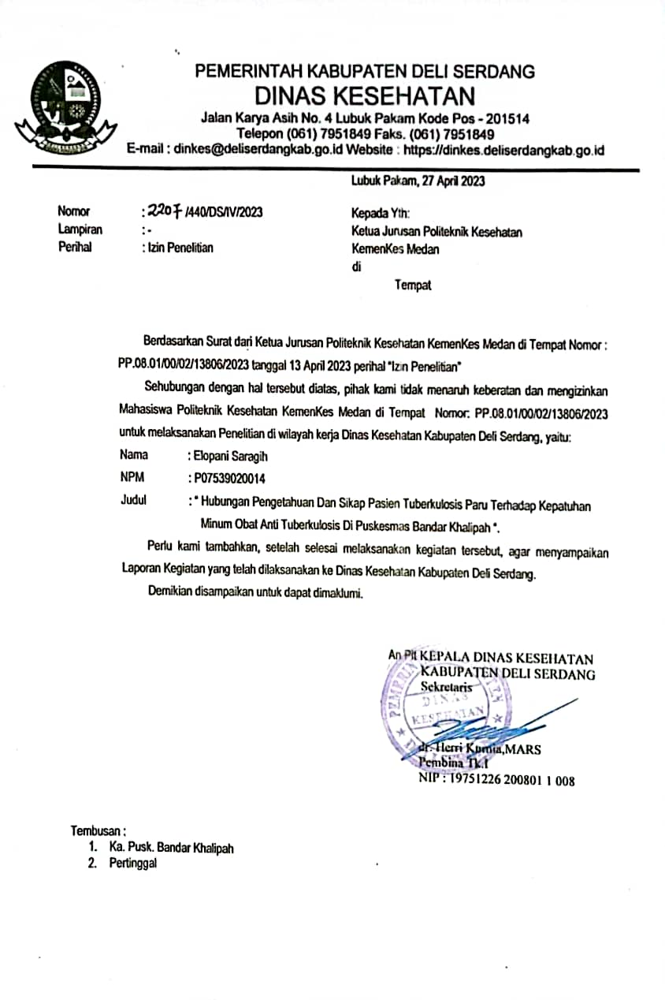 PEMERINTAH KABUPATEN DELI SERDANG
DINAS KESEHATAN
Jalan Karya Asih No. 4 Lubuk Pakam Kode Pos - 201514
Telepon (061) 7951849 Faks. (061) 7951849
E-mail : dinkes@deliserdangkab.go.id Website : https://dinkes.deliserdangkab.go.id
Lubuk Pakam, 27 April 2023
Nomor : 2207 /440/DS/IV/2023
Lampiran : -
Perihal : Izin Penelitian
Kepada Yth:
Ketua Jurusan Politeknik Kesehatan
KemenKes Medan
di
Tempat
Berdasarkan Surat dari Ketua Jurusan Politeknik Kesehatan KemenKes Medan di Tempat Nomor :
PP.08.01/00/02/13806/2023 tanggal 13 April 2023 perihal "Izin Penelitian"
Sehubungan dengan hal tersebut diatas, pihak kami tidak menaruh keberatan dan mengizinkan
Mahasiswa Politeknik Kesehatan KemenKes Medan di Tempat Nomor: PP.08.01/00/02/13806/2023
untuk melaksanakan Penelitian di wilayah kerja Dinas Kesehatan Kabupaten Deli Serdang, yaitu:
Nama : Elopani Saragih
NPM : P07539020014
Judul : " Hubungan Pengetahuan Dan Sikap Pasien Tuberkulosis Paru Terhadap Kepatuhan
Minum Obat Anti Tuberkulosis Di Puskesmas Bandar Khalipah ".
Perlu kami tambahkan, setelah selesai melaksanakan kegiatan tersebut, agar menyampaikan
Laporan Kegiatan yang telah dilaksanakan ke Dinas Kesehatan Kabupaten Deli Serdang.
Demikian disampaikan untuk dapat dimaklumi.
An Plt KEPALA DINAS KESEHATAN
KABUPATEN DELI SERDANG
Sekretaris
DINAS
KESEHATAN
dr. Herri Kurnia,MARS
Pembina Tk.I
NIP : 19751226 200801 1 008
Tembusan :
1. Ka. Pusk. Bandar Khalipah
2. Pertinggal